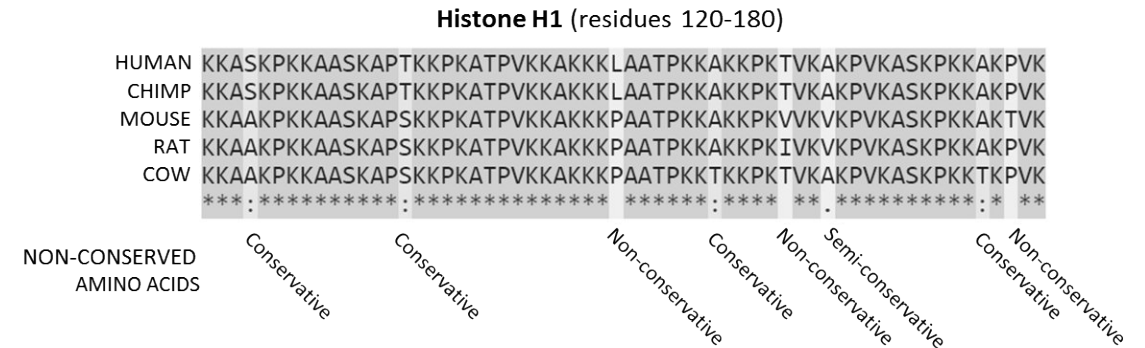 Histone H1 (residues 120-180)
HUMAN KKASKPKKAASKAPTKKPKATPVKKAKKKLAATPKKAKKPKTVKAKPVKASKPKKAKPVK
CHIMP KKASKPKKAASKAPTKKPKATPVKKAKKKLAATPKKAKKPKTVKAKPVKASKPKKAKPVK
MOUSE KKAAKPKKAASKAPSKKPKATPVKKAKKKPAATPKKAKKPKVVKVKPVKASKPKKAKTVK
RAT KKAAKPKKAASKAPSKKPKATPVKKAKKKPAATPKKAKKPKIVKVKPVKASKPKKAKPVK
COW KKAAKPKKAASKAPSKKPKATPVKKAKKKPAATPKKTKKPKTVKAKPVKASKPKKTKPVK
***:**********:************** ******:**** **.**********:* **
NON-CONSERVED
AMINO ACIDS
Conservative
Conservative
Non-conservative
Conservative
Non-conservative
Semi-conservative
Conservative
Non-conservative